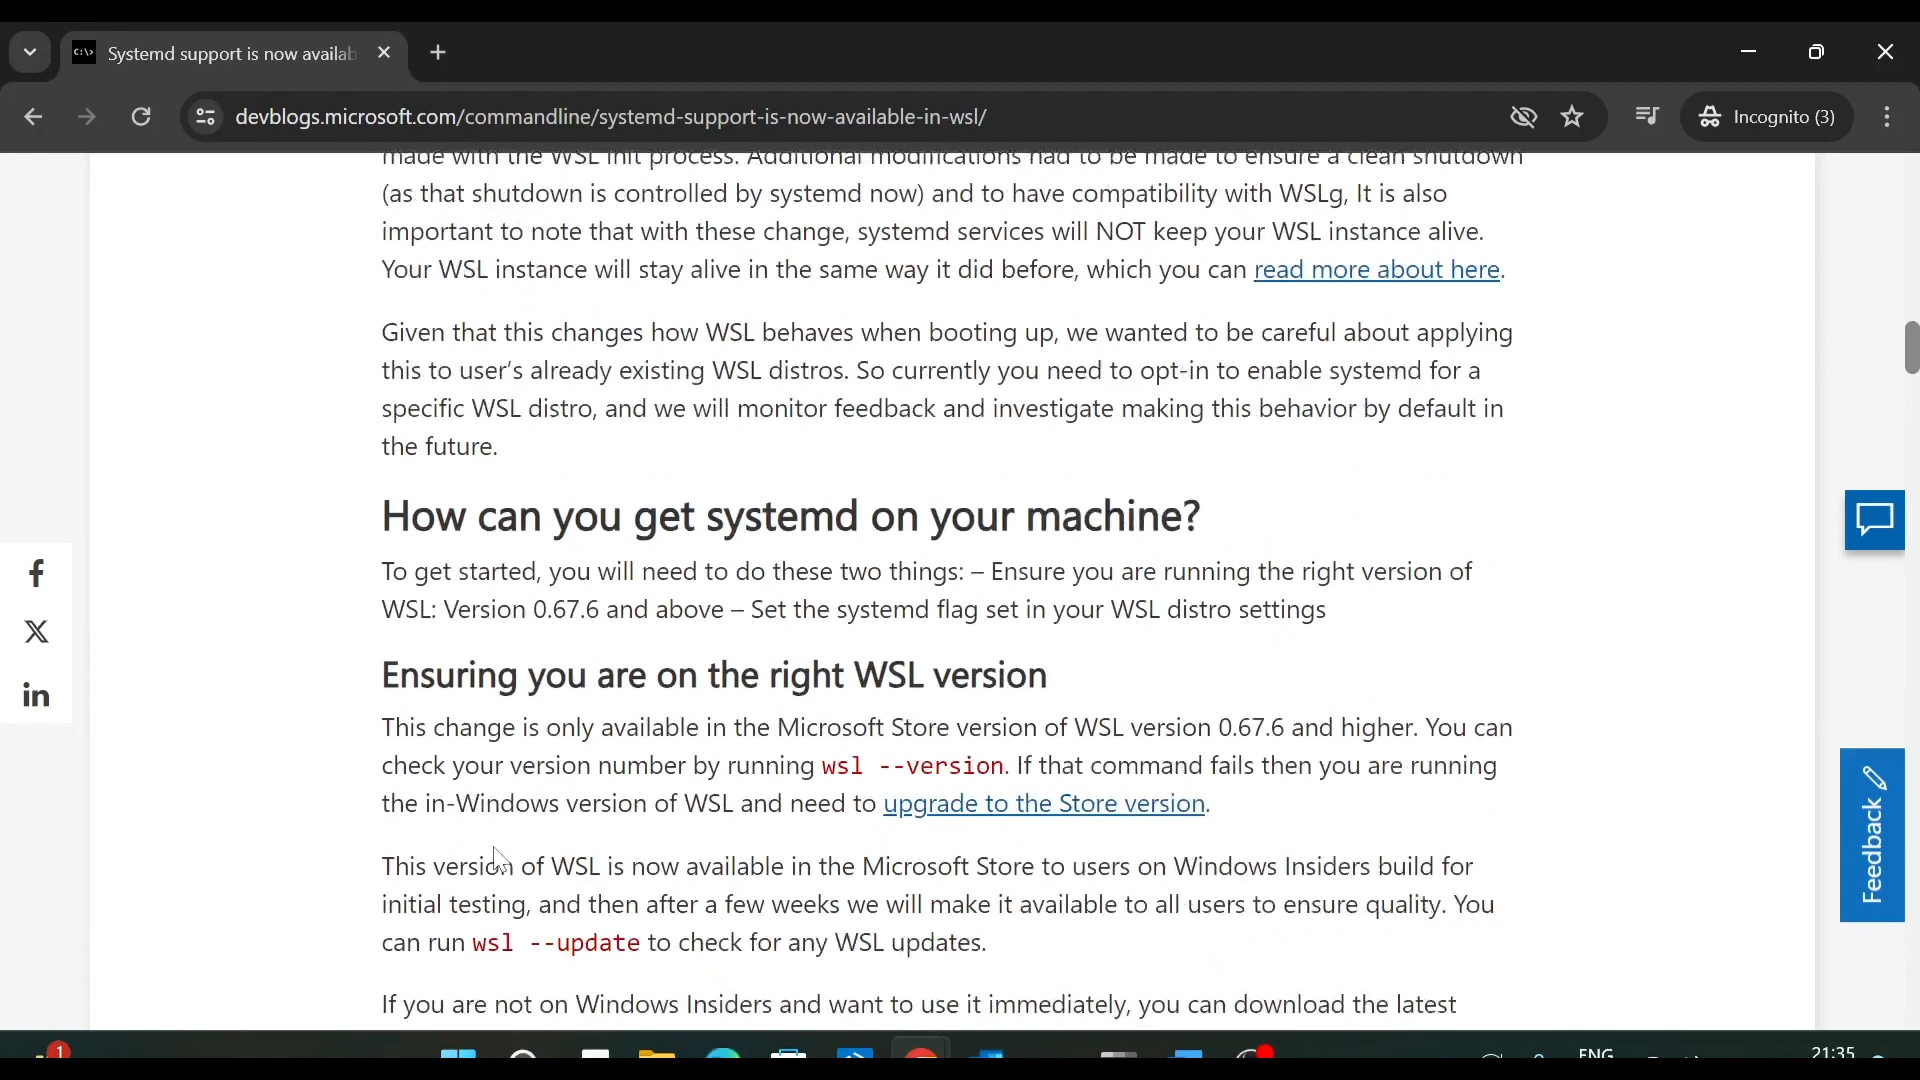 C:\>
Systemd support is now availab
devblogs.microsoft.com/commandline/systemd-support-is-now-available-in-wsl/
Incognito (3)
made with the WSL init process. Additional modifications had to be made to ensure a clean shutdown
(as that shutdown is controlled by systemd now) and to have compatibility with WSLg, It is also
important to note that with these change, systemd services will NOT keep your WSL instance alive.
Your WSL instance will stay alive in the same way it did before, which you can read more about here.
Given that this changes how WSL behaves when booting up, we wanted to be careful about applying
this to user’s already existing WSL distros. So currently you need to opt-in to enable systemd for a
specific WSL distro, and we will monitor feedback and investigate making this behavior by default in
the future.
How can you get systemd on your machine?
To get started, you will need to do these two things: – Ensure you are running the right version of
WSL: Version 0.67.6 and above – Set the systemd flag set in your WSL distro settings
Ensuring you are on the right WSL version
This change is only available in the Microsoft Store version of WSL version 0.67.6 and higher. You can
check your version number by running wsl --version. If that command fails then you are running
the in-Windows version of WSL and need to upgrade to the Store version.
This version of WSL is now available in the Microsoft Store to users on Windows Insiders build for
initial testing, and then after a few weeks we will make it available to all users to ensure quality. You
can run wsl --update to check for any WSL updates.
If you are not on Windows Insiders and want to use it immediately, you can download the latest
Feedback
1
ENG
21:35